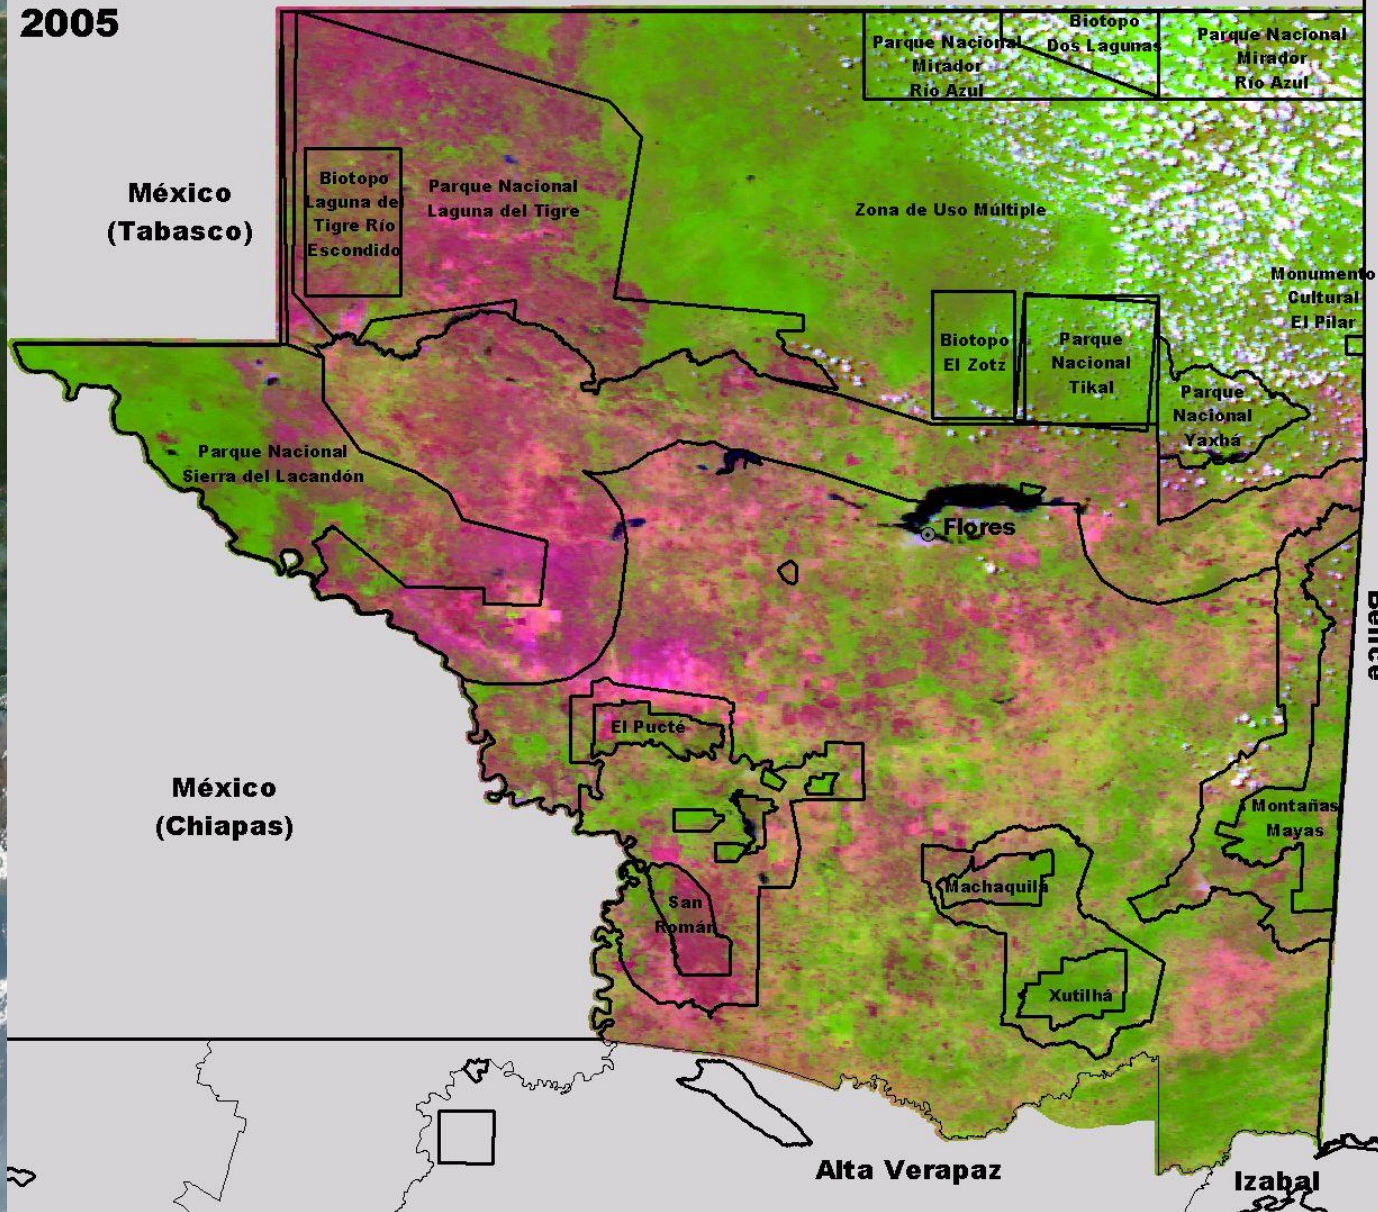 2005
Biotopo
Dos Lagunas
Parque Nacional
Mirador
Río Azul
Parque Nacional
Mirador
Río Azul
México
(Tabasco)
Biotopo
Laguna del
Tigre Río
Escondido
Parque Nacional
Laguna del Tigre
Zona de Uso Múltiple
Monumento
Cultural
El Pilar
Biotopo
El Zotz
Parque
Nacional
Tikal
Parque
Nacional
Yaxhá
Parque Nacional
Sierra del Lacandón
Flores
Belice
El Pucté
México
(Chiapas)
Montañas
Mayas
Machaquilá
San
Román
Xutilhá
Alta Verapaz
Izabal